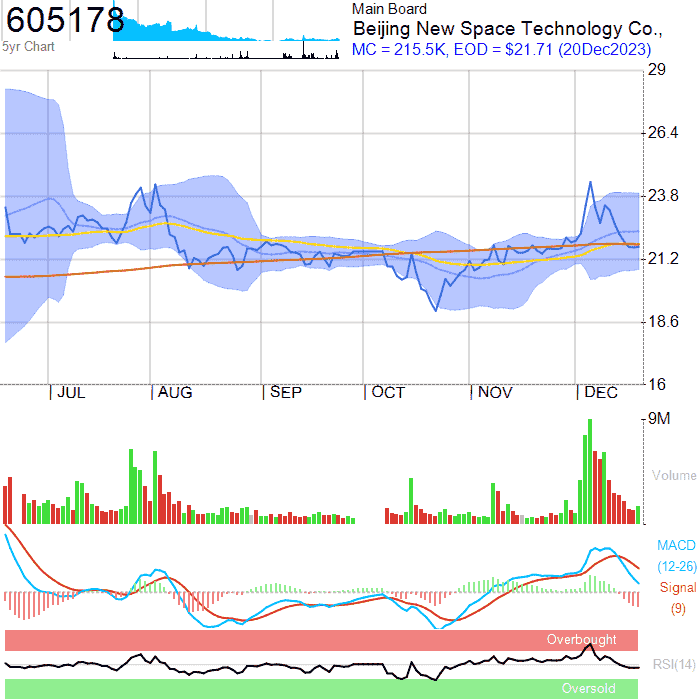 605178
5yr Chart
Main Board
Beijing New Space Technology Co.,
MC = 215.5K, EOD = $21.71 (20Dec2023)
29
26.4
23.8
21.2
18.6
16
JUL AUG SEP OCT NOV DEC
9M
Volume
MACD
(12-26)
Signal
(9)
Overbought
RSI(14)
Oversold